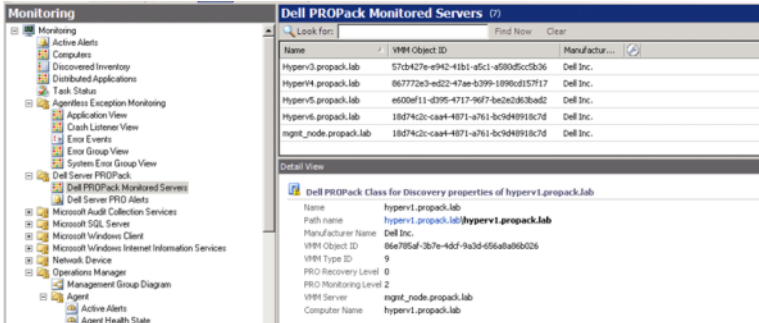 Monitoring
Monitoring
Active Alerts
Computers
Discovered Inventory
Distributed Applications
Task Status
Agentless Exception Monitoring
Application View
Crash Listener View
Error Events
Error Group View
System Error Group View
Dell Server PROPack
Dell PROPack Monitored Servers
Dell Server PRO Alerts
Microsoft Audit Collection Services
Microsoft SQL Server
Microsoft Windows Client
Microsoft Windows Internet Information Services
Network Device
Operations Manager
Management Group Diagram
Agent
Active Alerts
Agent Health State
Dell PROPack Monitored Servers (7)
Look for: Find Now Clear
Name VMM Object ID Manufactur...
Hyperv3.propack.lab 57cb427e-e942-41b1-a5c1-a580d5cc5b36 Dell Inc.
HyperV4.propack.lab 867772e3-ed22-47ae-b399-1898cd157f17 Dell Inc.
Hyperv5.propack.lab e600ef11-d395-4717-96f7-be2e2d63bad2 Dell Inc.
Hyperv6.propack.lab 18d74c2c-caa4-4871-a761-bc9d48918c7d Dell Inc.
mgmt_node.propack.lab 18d74c2c-caa4-4871-a761-bc9d48918c7d Dell Inc.
Detail View
Dell PROPack Class for Discovery properties of hyperv1.propack.lab
Name hyperv1.propack.lab
Path name hyperv1.propack.lab\hyperv1.propack.lab
Manufacturer Name Dell Inc.
VMM Object ID 86e785af-3b7e-4dcf-9a3d-656a8a86b026
VMM Type ID 9
PRO Recovery Level 0
PRO Monitoring Level 2
VMM Server mgmt_node.propack.lab
Computer Name hyperv1.propack.lab